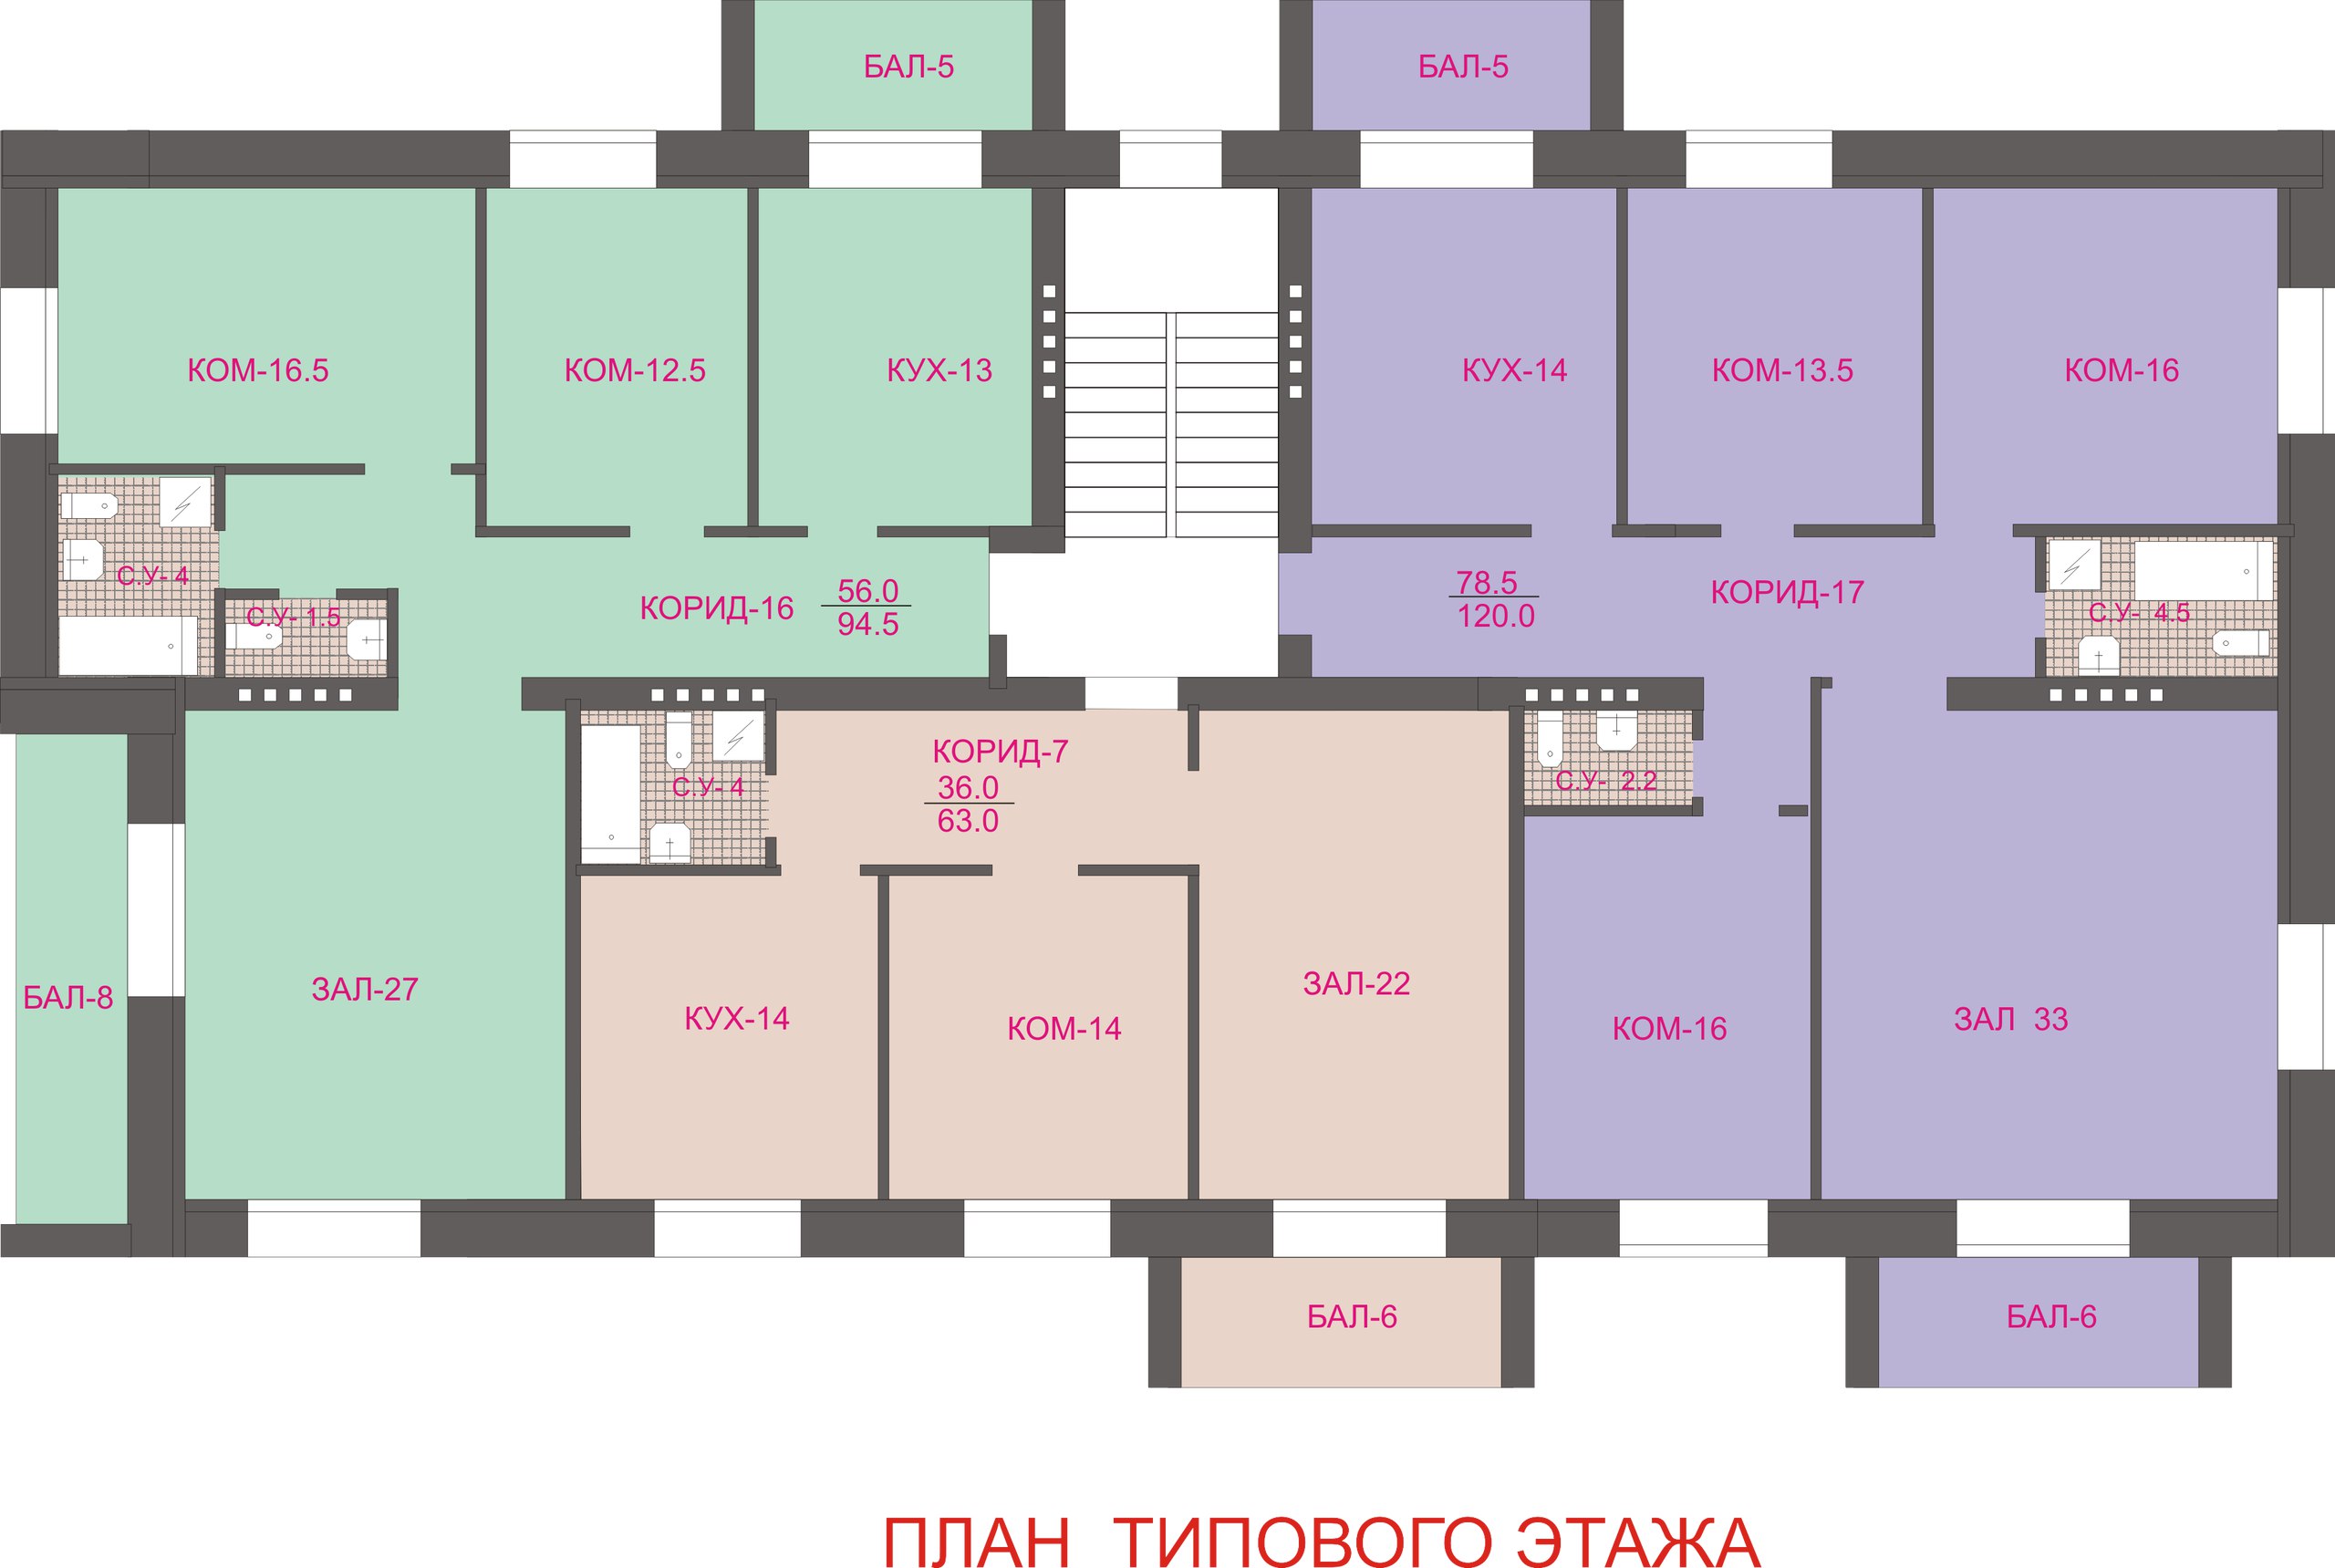 БАЛ-5
БАЛ-5
КОМ-16.5
КОМ-12.5
КУХ-13
КУХ-14
КОМ-13.5
КОМ-16
С.У- 4
С.У- 1.5
КОРИД-16
56.0
94.5
78.5
120.0
КОРИД-17
С.У- 4.5
КОРИД-7
36.0
63.0
С.У- 4
С.У- 2.2
БАЛ-8
ЗАЛ-27
КУХ-14
КОМ-14
ЗАЛ-22
КОМ-16
ЗАЛ 33
БАЛ-6
БАЛ-6
ПЛАН ТИПОВОГО ЭТАЖА